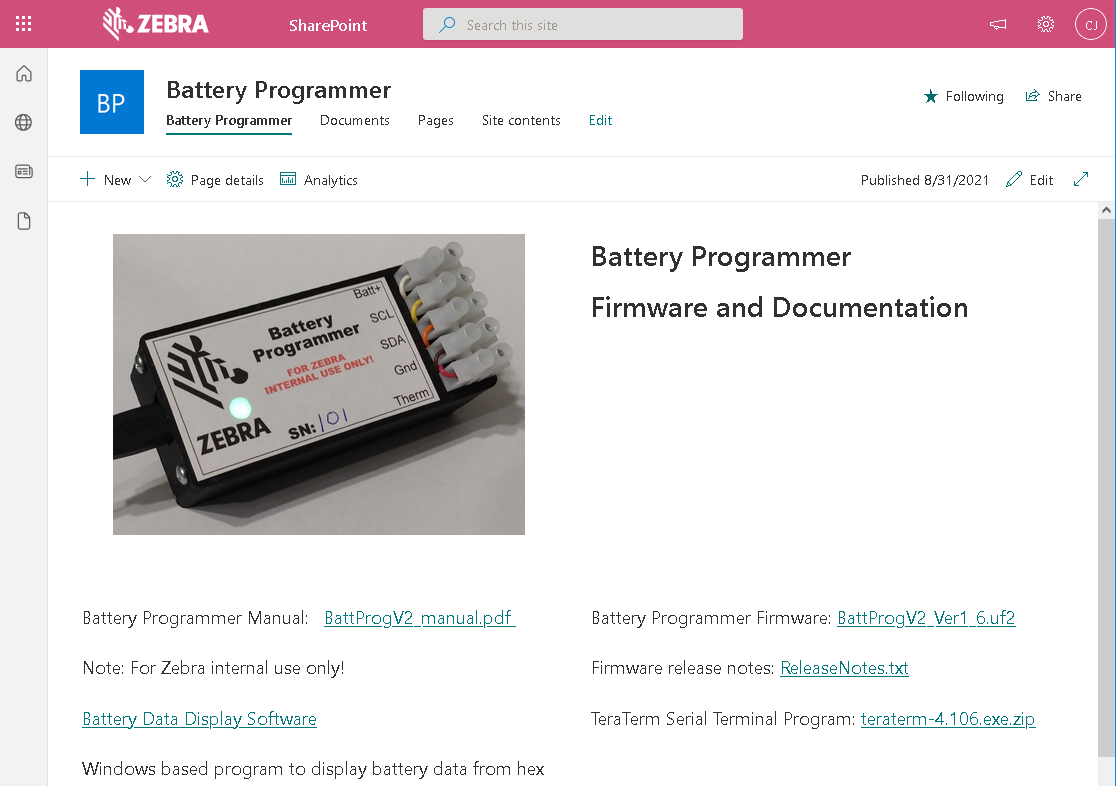 ZEBRA
SharePoint
Search this site
CJ
BP
Battery Programmer
Following
Share
Battery Programmer
Documents
Pages
Site contents
Edit
New
Page details
Analytics
Published 8/31/2021
Edit
Batt+
SCL
SDA
Gnd
Therm
Battery
Programmer
FOR ZEBRA
INTERNAL USE ONLY!
ZEBRA
SN: 101
Battery Programmer
Firmware and Documentation
Battery Programmer Manual: BattProgV2_manual.pdf
Note: For Zebra internal use only!
Battery Data Display Software
Windows based program to display battery data from hex
Battery Programmer Firmware: BattProgV2_Ver1_6.uf2
Firmware release notes: ReleaseNotes.txt
TeraTerm Serial Terminal Program: teraterm-4.106.exe.zip